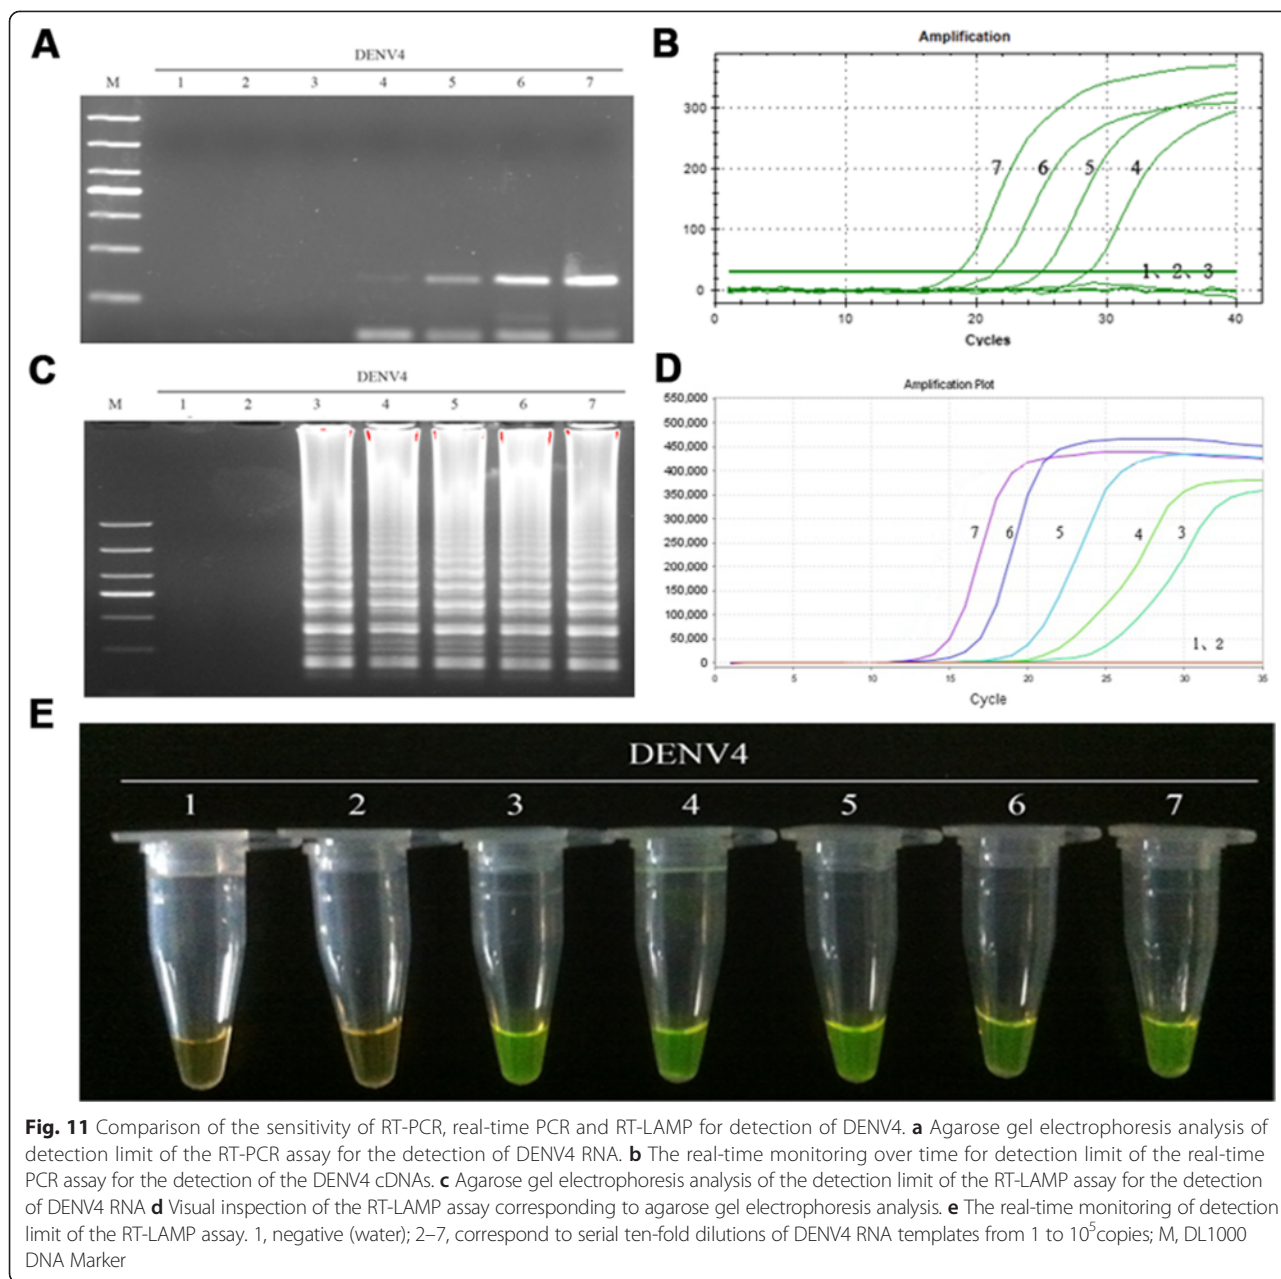 A
DENV4
M 1 2 3 4 5 6 7
B
Amplification
300
200
100
0
7 6 5 4
1、2、3
0 10 20 30 40
Cycles
C
DENV4
M 1 2 3 4 5 6 7
D
Amplification Plot
550,000
500,000
450,000
400,000
350,000
300,000
250,000
200,000
150,000
100,000
50,000
0
7 6 5 4 3
1、2
0 5 10 15 20 25 30 35
Cycle
E
DENV4
1 2 3 4 5 6 7
Fig. 11 Comparison of the sensitivity of RT-PCR, real-time PCR and RT-LAMP for detection of DENV4. a Agarose gel electrophoresis analysis of
detection limit of the RT-PCR assay for the detection of DENV4 RNA. b The real-time monitoring over time for detection limit of the real-time
PCR assay for the detection of the DENV4 cDNAs. c Agarose gel electrophoresis analysis of the detection limit of the RT-LAMP assay for the detection
of DENV4 RNA d Visual inspection of the RT-LAMP assay corresponding to agarose gel electrophoresis analysis. e The real-time monitoring of detection
limit of the RT-LAMP assay. 1, negative (water); 2–7, correspond to serial ten-fold dilutions of DENV4 RNA templates from 1 to 10⁵copies; M, DL1000
DNA Marker